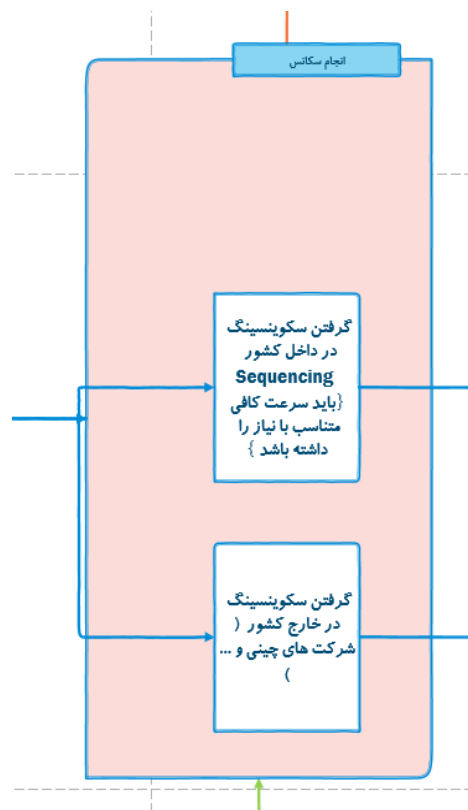 انجام سکانس
گرفتن سکوینسینگ
در داخل کشور
Sequencing
{باید سرعت کافی
متناسب با نیاز را
داشته باشد }
گرفتن سکوینسینگ
در خارج کشور (
شرکت های چینی و ...
)